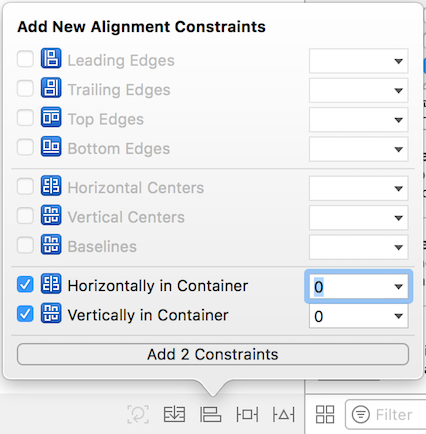 Add New Alignment Constraints
Leading Edges
Trailing Edges
Top Edges
Bottom Edges
Horizontal Centers
Vertical Centers
Baselines
Horizontally in Container 0
Vertically in Container 0
Add 2 Constraints
Filter